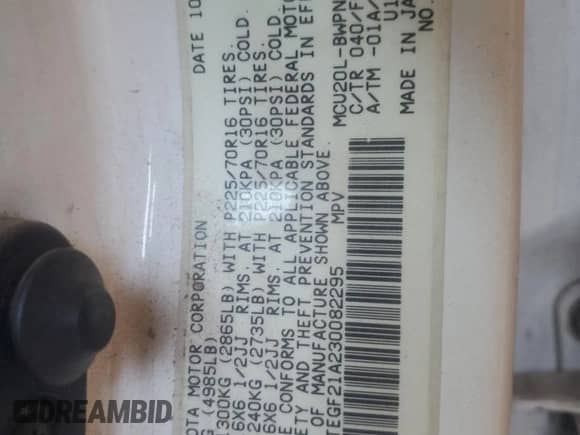 OTA MOTOR CORPORATION DATE 10
G (4985LB)
1300KG (2865LB) WITH P225/70R16 TIRES.
6X6 1/2JJ RIMS. AT 210KPA (30PSI) COLD.
240KG (2735LB) WITH P225/70R16 TIRES.
6X6 1/2JJ RIMS. AT 210KPA (30PSI) COLD.
E CONFORMS TO ALL APPLICABLE FEDERAL MOTO
ETY AND THEFT PREVENTION STANDARDS IN EF
OF MANUFACTURE SHOWN ABOVE.
TEGF21A230082295 MPV
MCU20L-BWPN
C/TR 040/F
A/TM -01A/
U1
MADE IN JA
NO.
DREAMBID